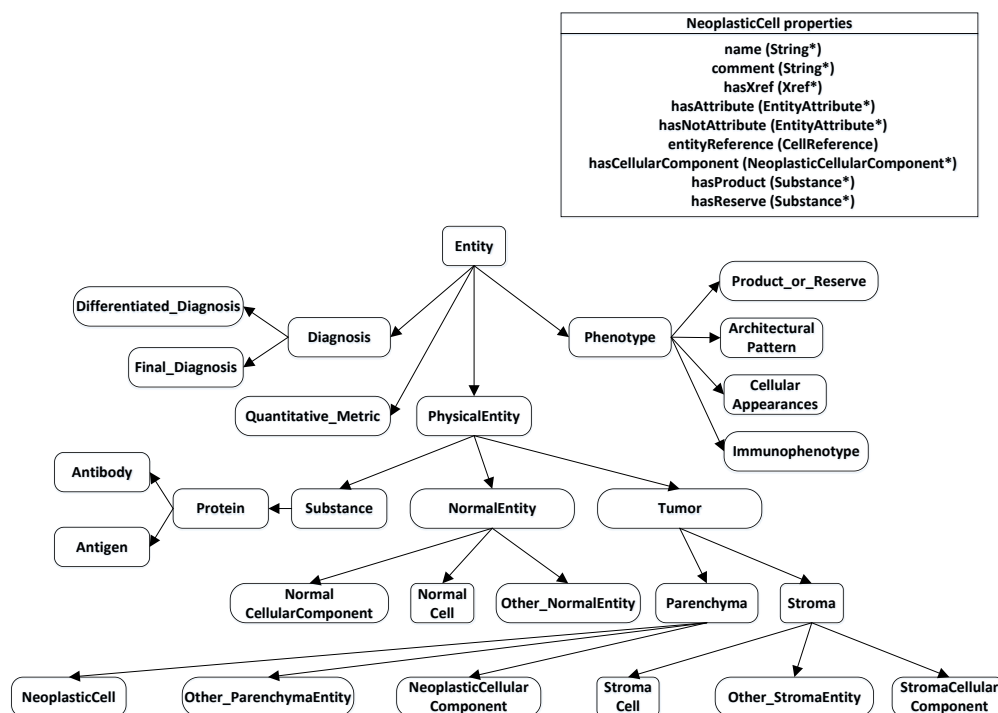 NeoplasticCell properties
name (String*)
comment (String*)
hasXref (Xref*)
hasAttribute (EntityAttribute*)
hasNotAttribute (EntityAttribute*)
entityReference (CellReference)
hasCellularComponent (NeoplasticCellularComponent*)
hasProduct (Substance*)
hasReserve (Substance*)
Entity
Product_or_Reserve
Differentiated_Diagnosis
Diagnosis
Phenotype
Architectural
Pattern
Final_Diagnosis
Cellular
Appearances
Quantitative_Metric
PhysicalEntity
Immunophenotype
Antibody
Protein
Substance
NormalEntity
Tumor
Antigen
Normal
CellularComponent
Normal
Cell
Other_NormalEntity
Parenchyma
Stroma
NeoplasticCell
Other_ParenchymaEntity
NeoplasticCellular
Component
Stroma
Cell
Other_StromaEntity
StromaCellular
Component